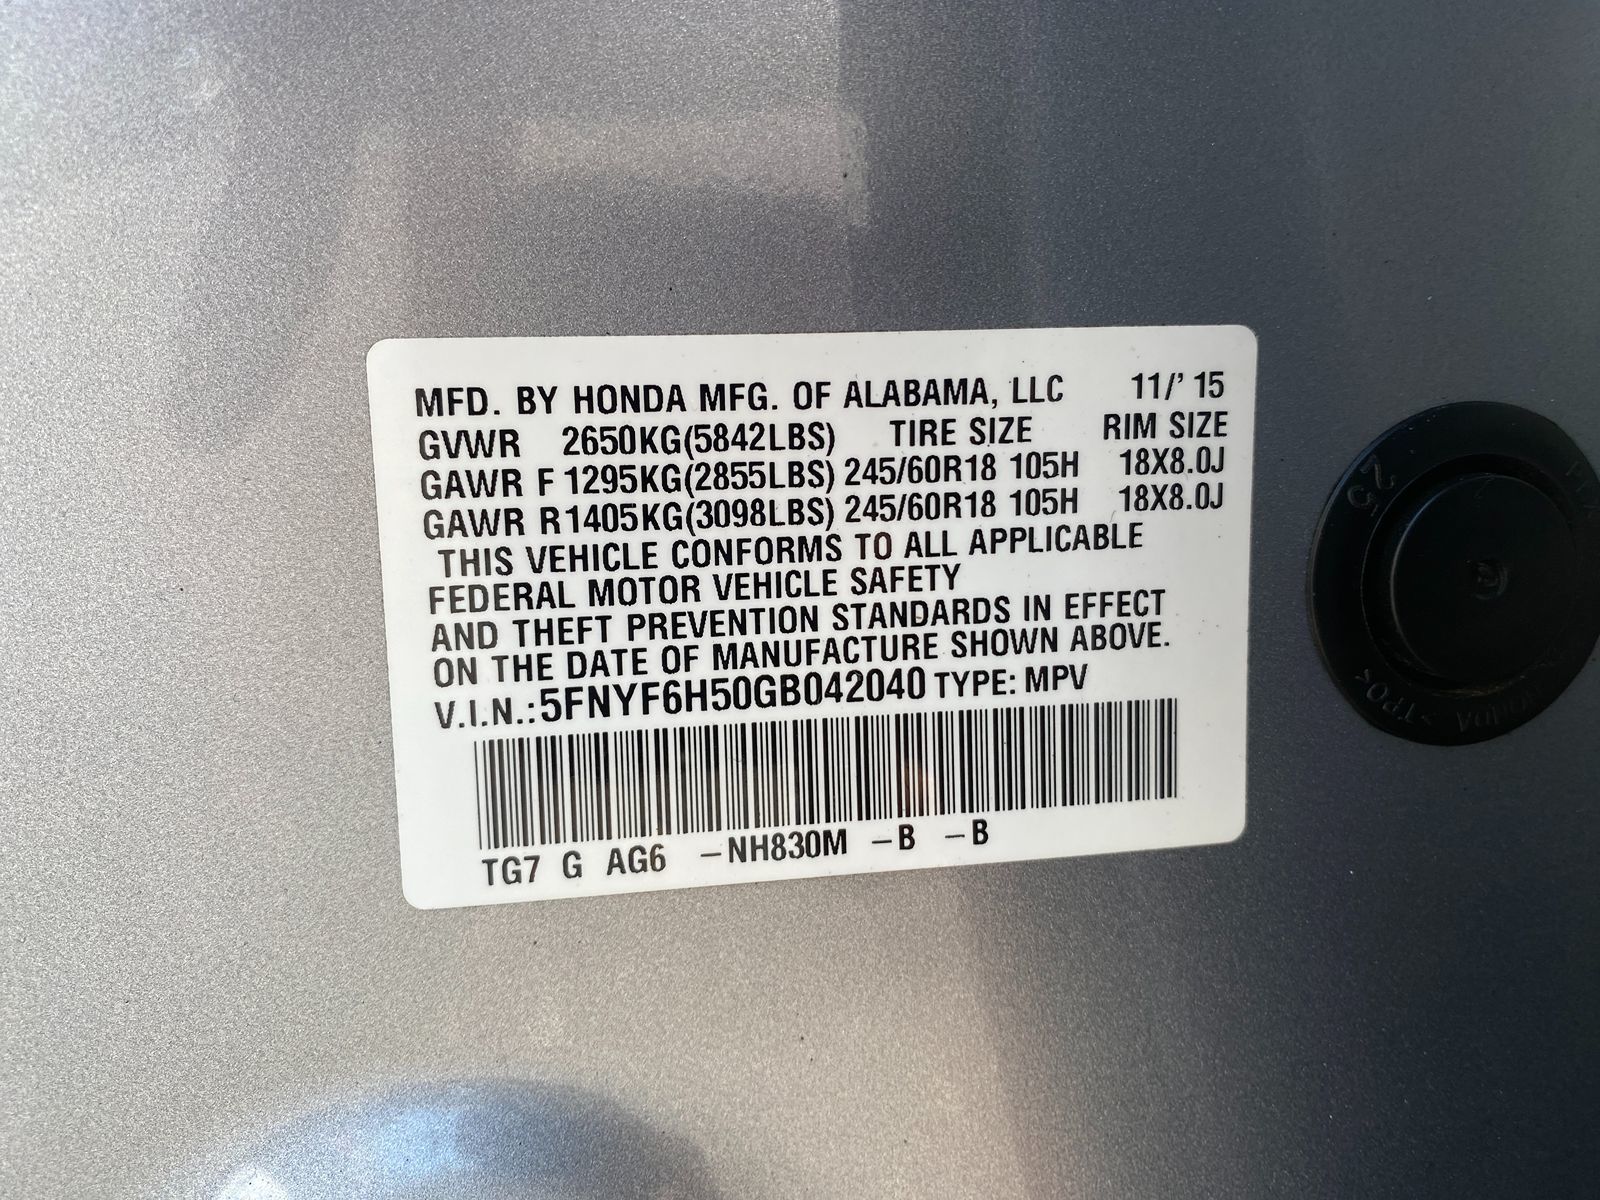 MFD. BY HONDA MFG. OF ALABAMA, LLC 11/' 15
GVWR 2650KG(5842LBS) TIRE SIZE RIM SIZE
GAWR F 1295KG(2855LBS) 245/60R18 105H 18X8.0J
GAWR R1405KG(3098LBS) 245/60R18 105H 18X8.0J
THIS VEHICLE CONFORMS TO ALL APPLICABLE
FEDERAL MOTOR VEHICLE SAFETY
AND THEFT PREVENTION STANDARDS IN EFFECT
ON THE DATE OF MANUFACTURE SHOWN ABOVE.
V.I.N.:5FNYF6H50GB042040 TYPE: MPV
TG7 G AG6 –NH830M –B –B
25
HONDA >TPO<